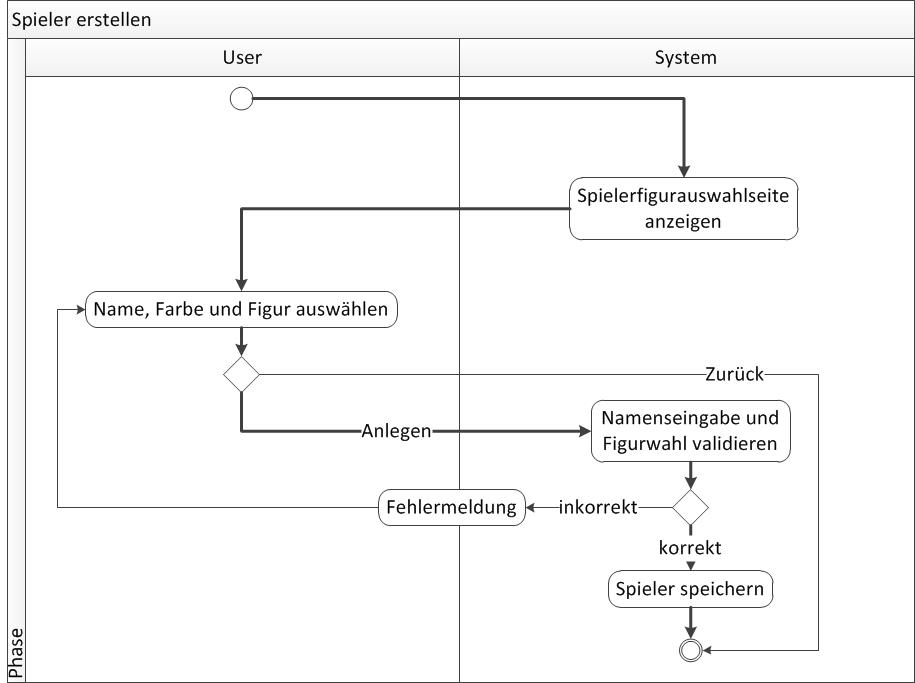 Spieler erstellen
User
System
Spielerfigurauswahlseite
anzeigen
Name, Farbe und Figur auswählen
Zurück
Namenseingabe und
Figurwahl validieren
Anlegen
Fehlermeldung
inkorrekt
korrekt
Spieler speichern
Phase